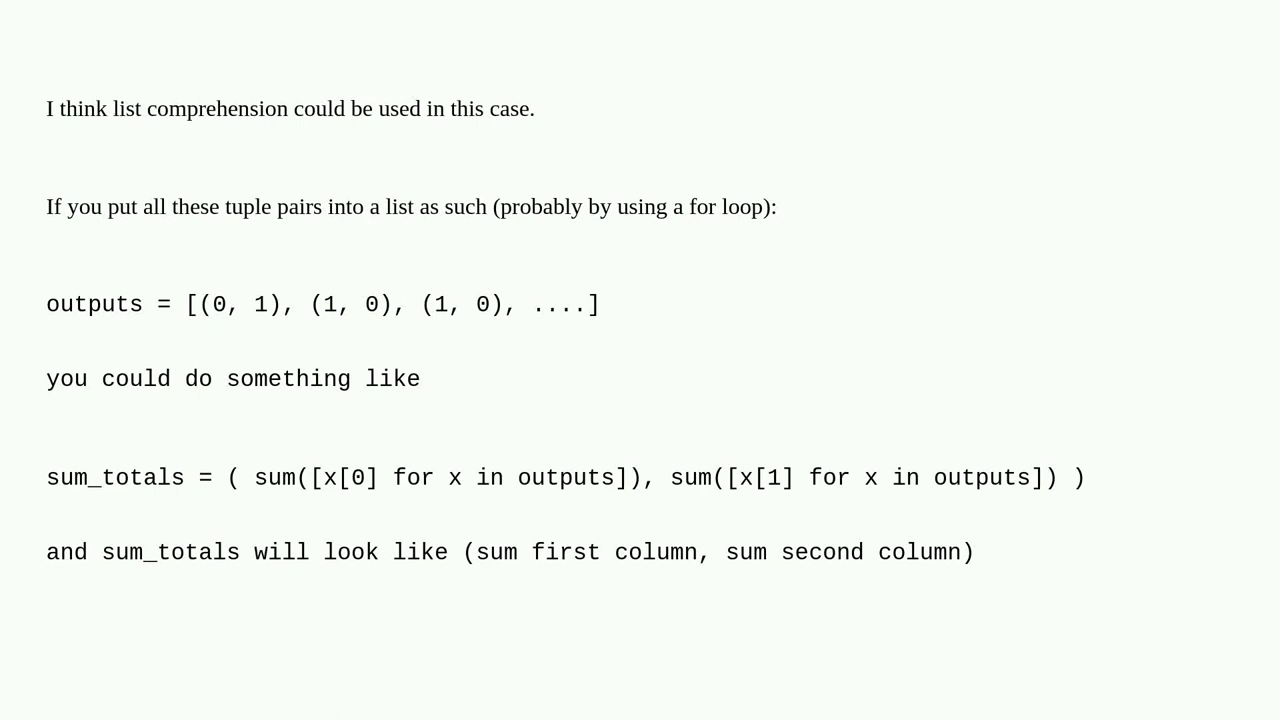 I think list comprehension could be used in this case.
If you put all these tuple pairs into a list as such (probably by using a for loop):
outputs = [(0, 1), (1, 0), (1, 0), ....]
you could do something like
sum_totals = ( sum([x[0] for x in outputs]), sum([x[1] for x in outputs]) )
and sum_totals will look like (sum first column, sum second column)